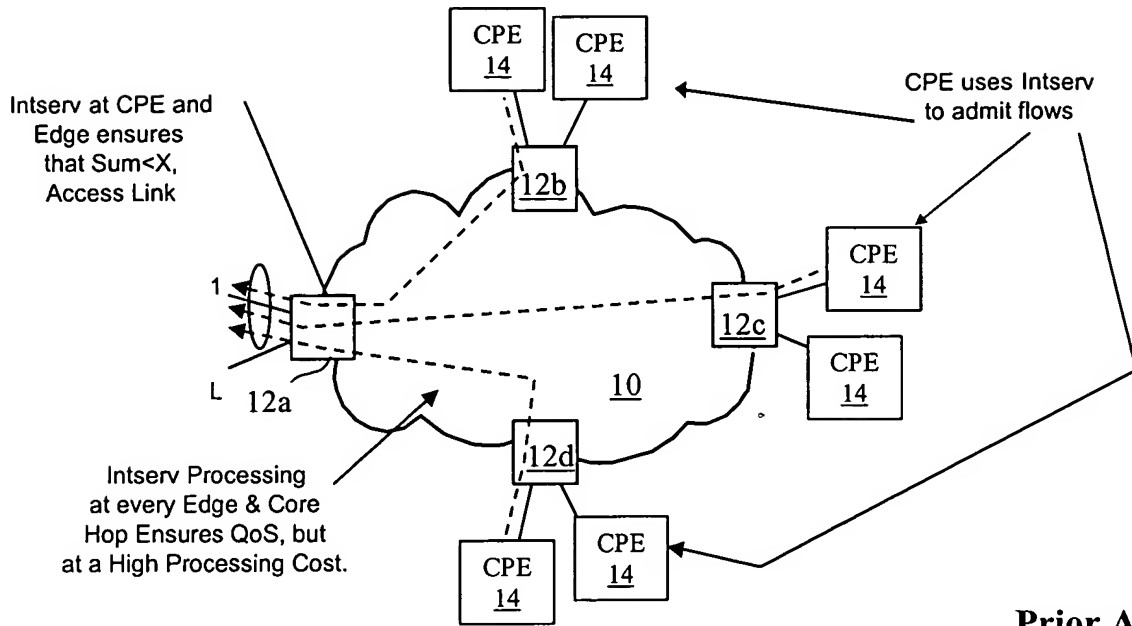 CPE
14
CPE
14
CPE uses Intserv
to admit flows
Intserv at CPE and
Edge ensures
that Sum<X,
Access Link
12b
CPE
14
1
12c
L
12a
10
CPE
14
12d
Intserv Processing
at every Edge & Core
Hop Ensures QoS, but
at a High Processing Cost.
CPE
14
CPE
14
Prior A